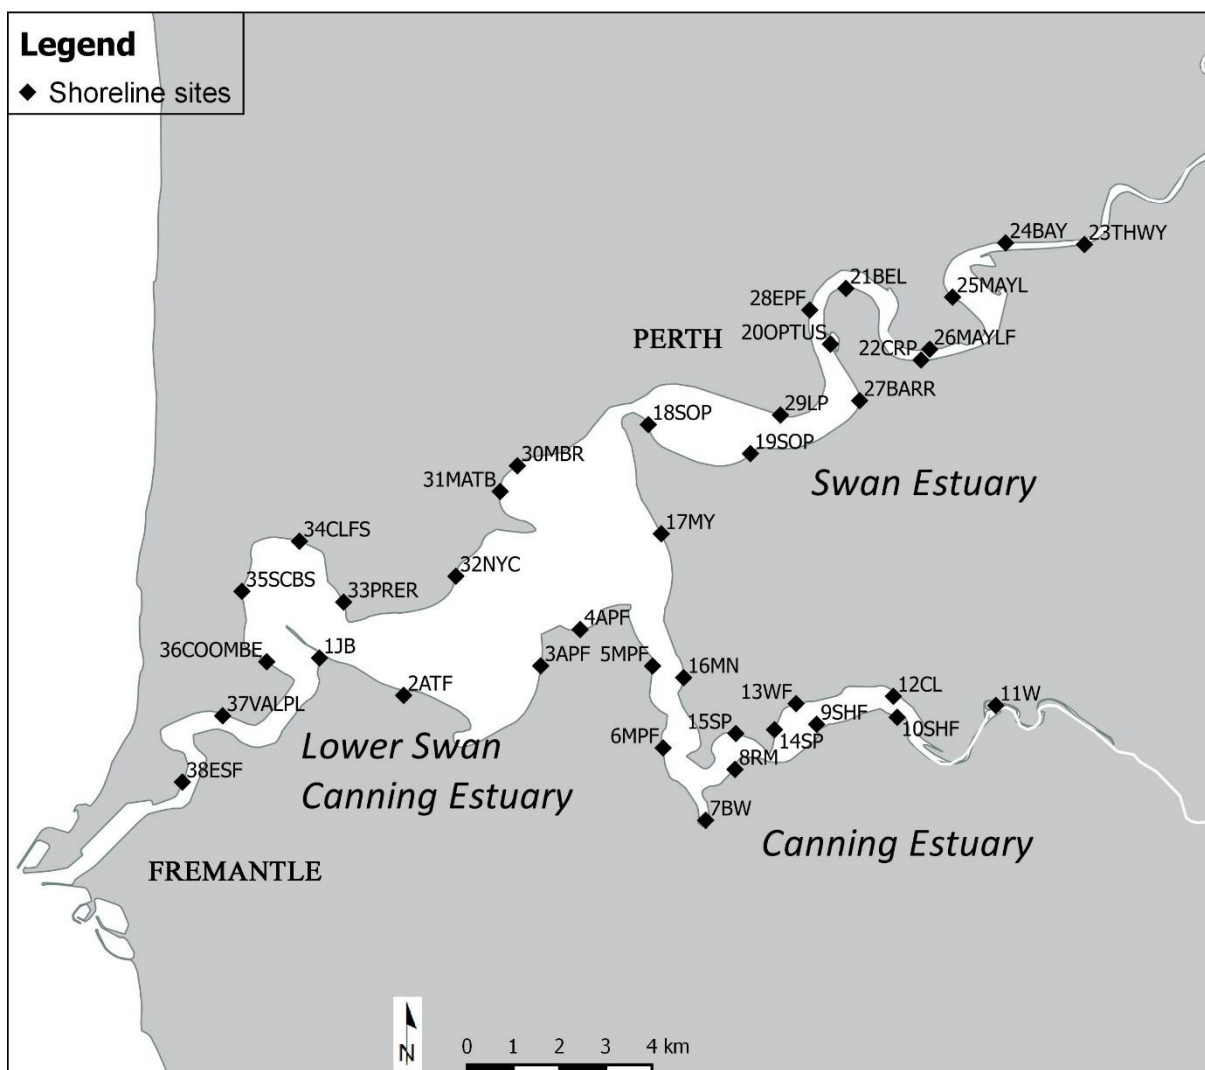 Legend
Shoreline sites
24BAY
23THWY
21BEL
25MAYL
28EPF
PERTH
20OPTUS
26MAYLF
22CRP
27BARR
29LP
18SOP
19SOP
30MBR
31MATB
Swan Estuary
17MY
34CLFS
32NYC
35SCBS
33PRER
4APF
1JB
36COOMBE
3APF
5MPF
16MN
2ATF
12CL
13WF
11W
9SHF
10SHF
37VALPL
15SP
14SP
6MPF
8RM
Lower Swan
Canning Estuary
38ESF
7BW
Canning Estuary
FREMANTLE
N
0 1 2 3 4 km